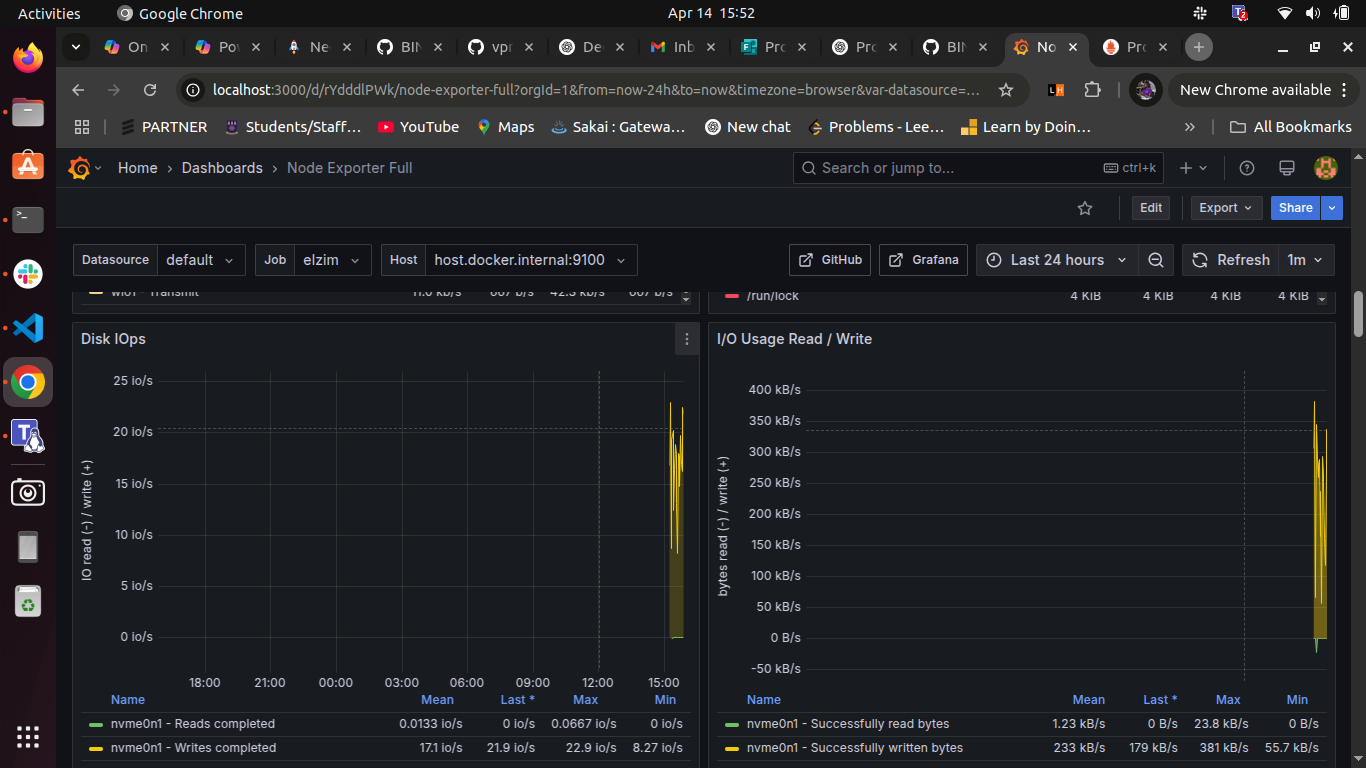 Activities Google Chrome Apr 14 15:52
On Pov Ne BIN vpr De Inb Pro Pro BIN No Pro
localhost:3000/d/rYdddlPWk/node-exporter-full?orgId=1&from=now-24h&to=now&timezone=browser&var-datasource=... New Chrome available
PARTNER Students/Staff... YouTube Maps Sakai : Gatewa... New chat Problems - Lee... Learn by Doin... » All Bookmarks
Home › Dashboards › Node Exporter Full Search or jump to... ctrl+k
Edit Export Share
Datasource default Job elzim Host host.docker.internal:9100 GitHub Grafana Last 24 hours Refresh 1m
/run/lock 4 KiB 4 KiB 4 KiB 4 KiB
Disk IOps
IO read (-) / write (+)
25 io/s
20 io/s
15 io/s
10 io/s
5 io/s
0 io/s
18:00 21:00 00:00 03:00 06:00 09:00 12:00 15:00
Name Mean Last * Max Min
nvme0n1 - Reads completed 0.0133 io/s 0 io/s 0.0667 io/s 0 io/s
nvme0n1 - Writes completed 17.1 io/s 21.9 io/s 22.9 io/s 8.27 io/s
I/O Usage Read / Write
bytes read (-) / write (+)
400 kB/s
350 kB/s
300 kB/s
250 kB/s
200 kB/s
150 kB/s
100 kB/s
50 kB/s
0 B/s
-50 kB/s
Name Mean Last * Max Min
nvme0n1 - Successfully read bytes 1.23 kB/s 0 B/s 23.8 kB/s 0 B/s
nvme0n1 - Successfully written bytes 233 kB/s 179 kB/s 381 kB/s 55.7 kB/s